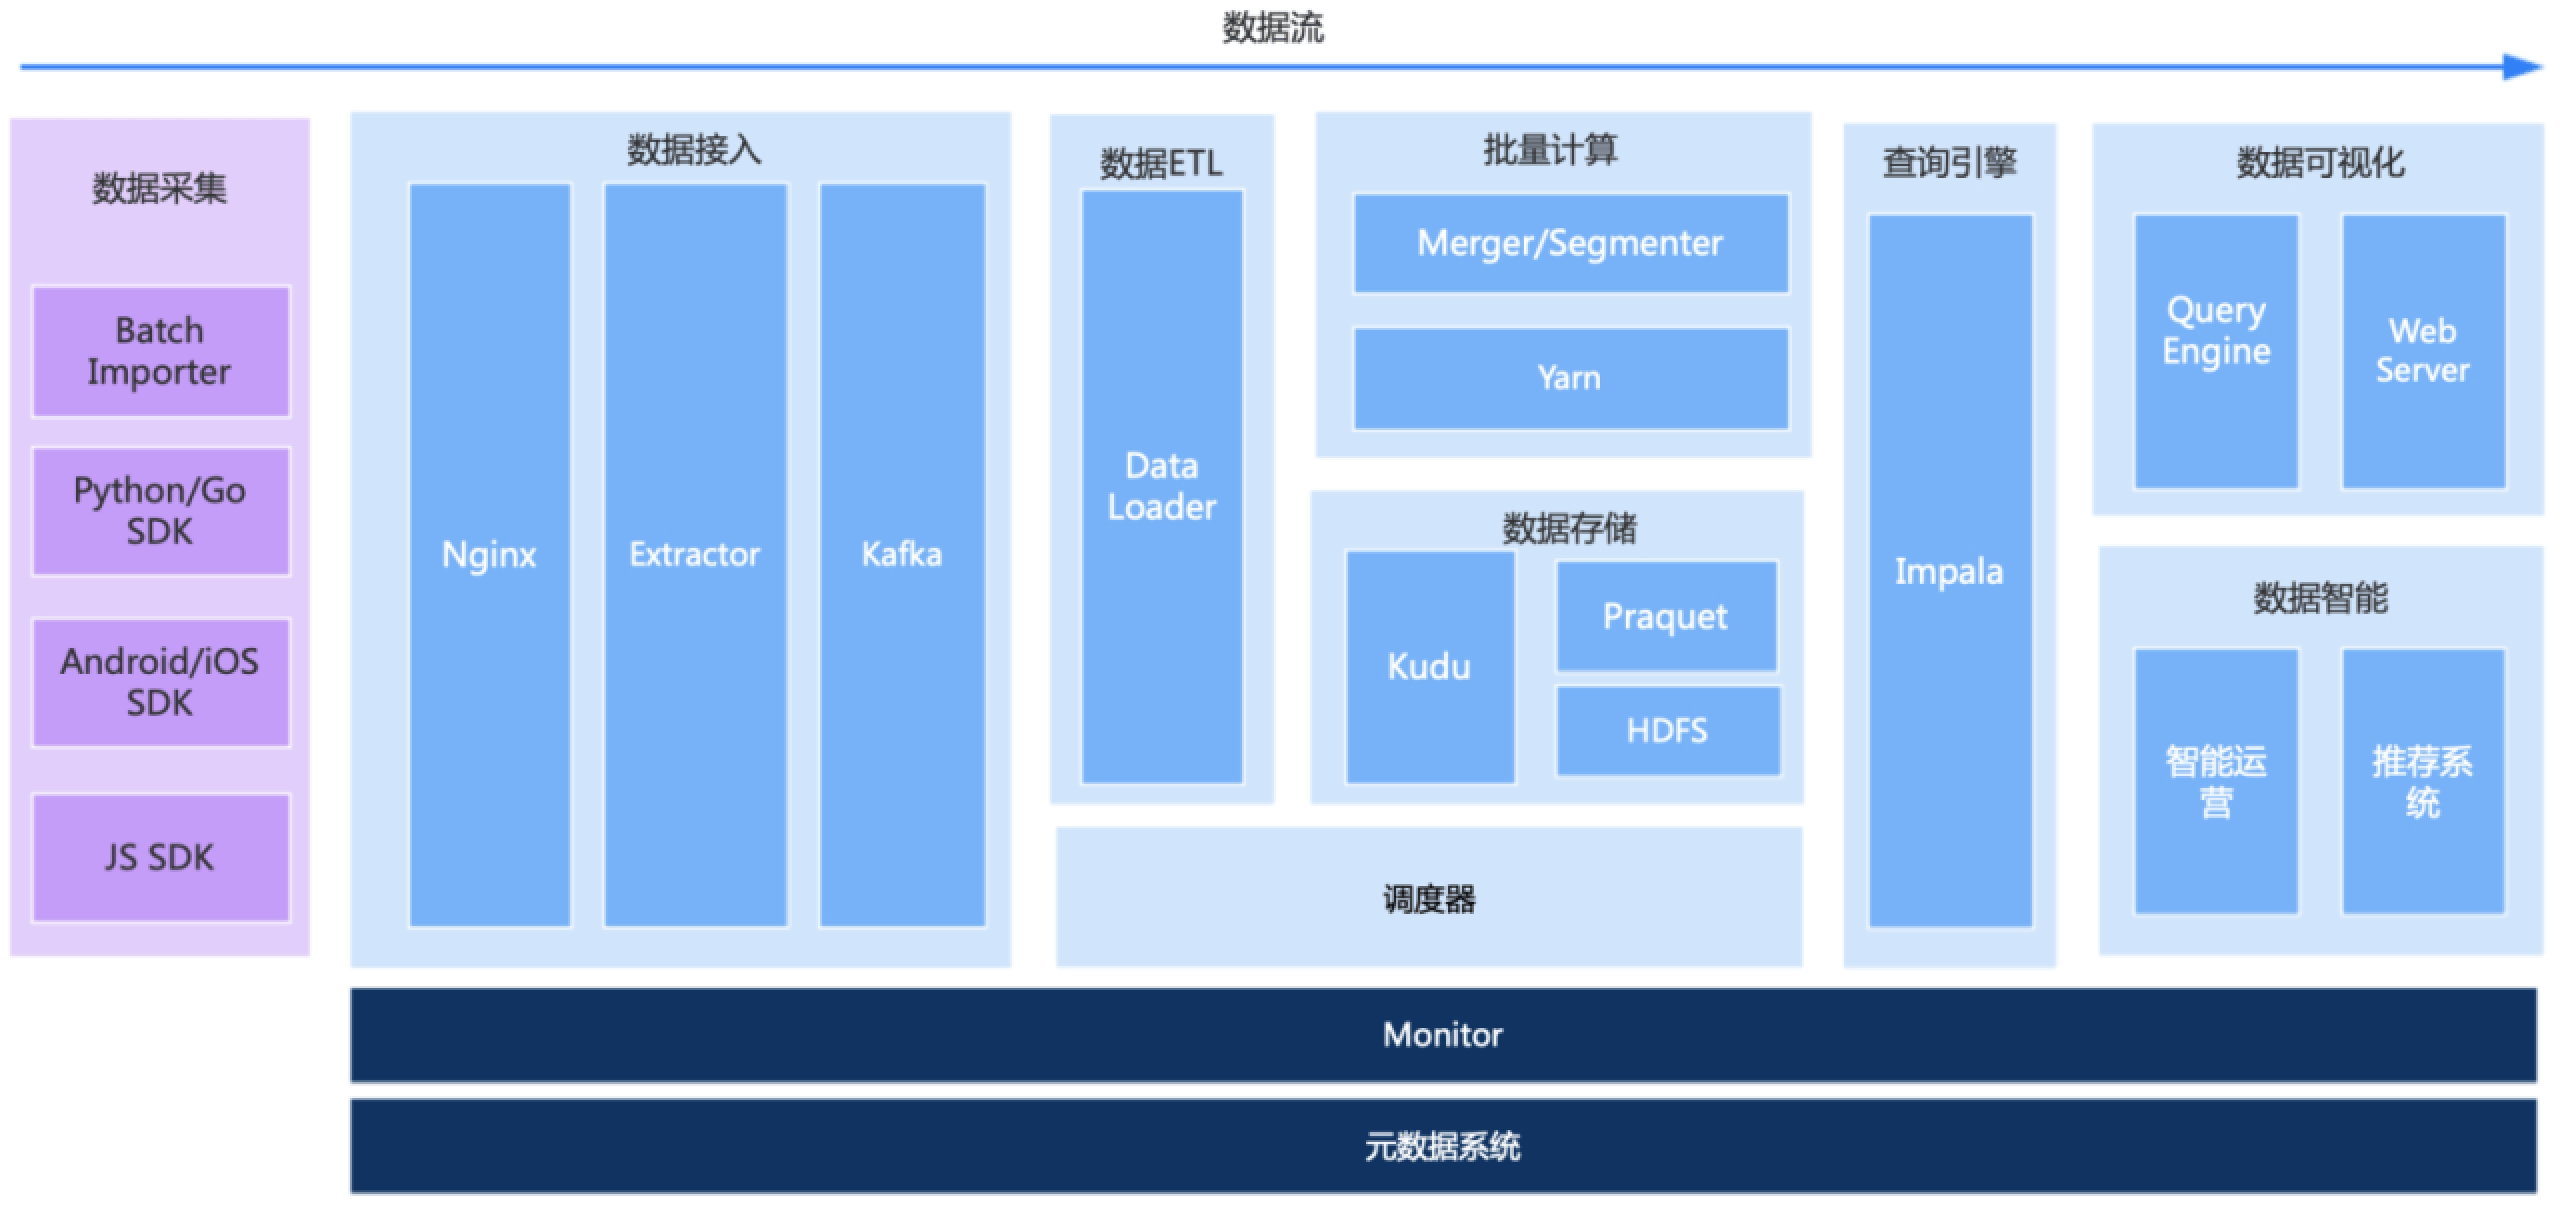 数据流
数据采集
Batch
Importer
Python/Go
SDK
Android/iOS
SDK
JS SDK
数据接入
Nginx
Extractor
Kafka
数据ETL
Data
Loader
批量计算
Merger/Segmenter
Yarn
数据存储
Kudu
Praquet
HDFS
调度器
查询引擎
Impala
数据可视化
Query
Engine
Web
Server
数据智能
智能运
营
推荐系
统
Monitor
元数据系统